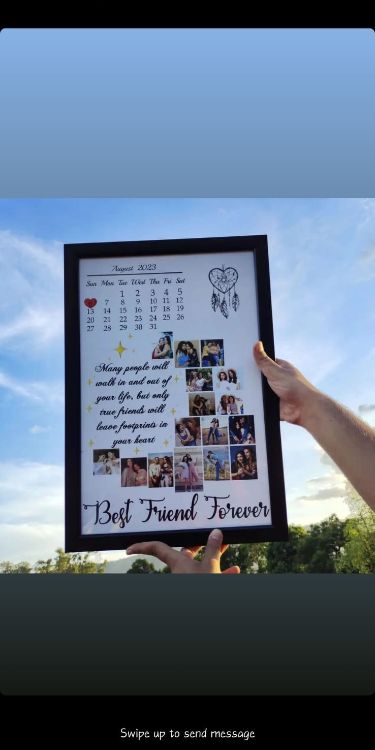 August 2023
Sun Mon Tue Wed Thu Fri Sat
1 2 3 4 5
7 8 9 10 11 12
13 14 15 16 17 18 19
20 21 22 23 24 25 26
27 28 29 30 31
Many people will
walk in and out of
your life, but only
true friends will
leave footprints in
your heart
Best Friend Forever
Swipe up to send message